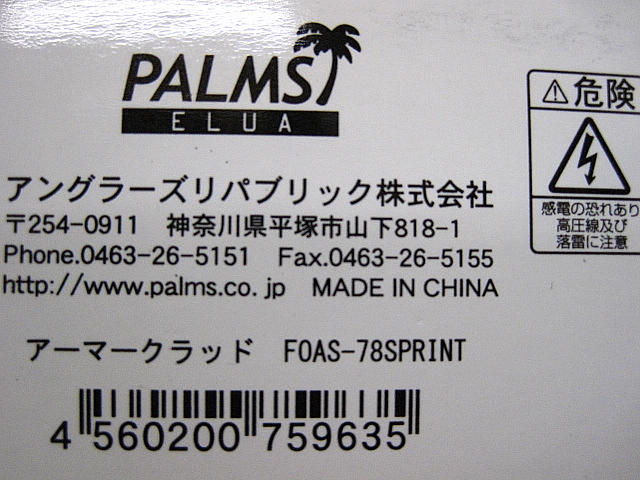 PALMS
ELUA
アングラーズリパブリック株式会社
〒254-0911 神奈川県平塚市山下818-1
Phone.0463-26-5151 Fax.0463-26-5155
http://www.palms.co.jp MADE IN CHINA
アーマークラッド FOAS-78SPRINT
4 560200 759635
危険
感電の恐れあり
高圧線及び
落雷に注意